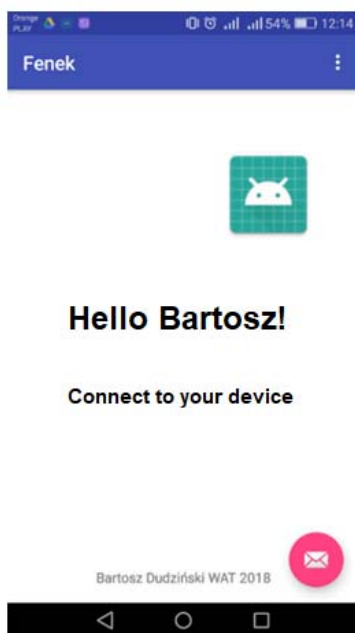 Orange
PLAY
54% 12:14
Fenek
Hello Bartosz!
Connect to your device
Bartosz Dudziński WAT 2018